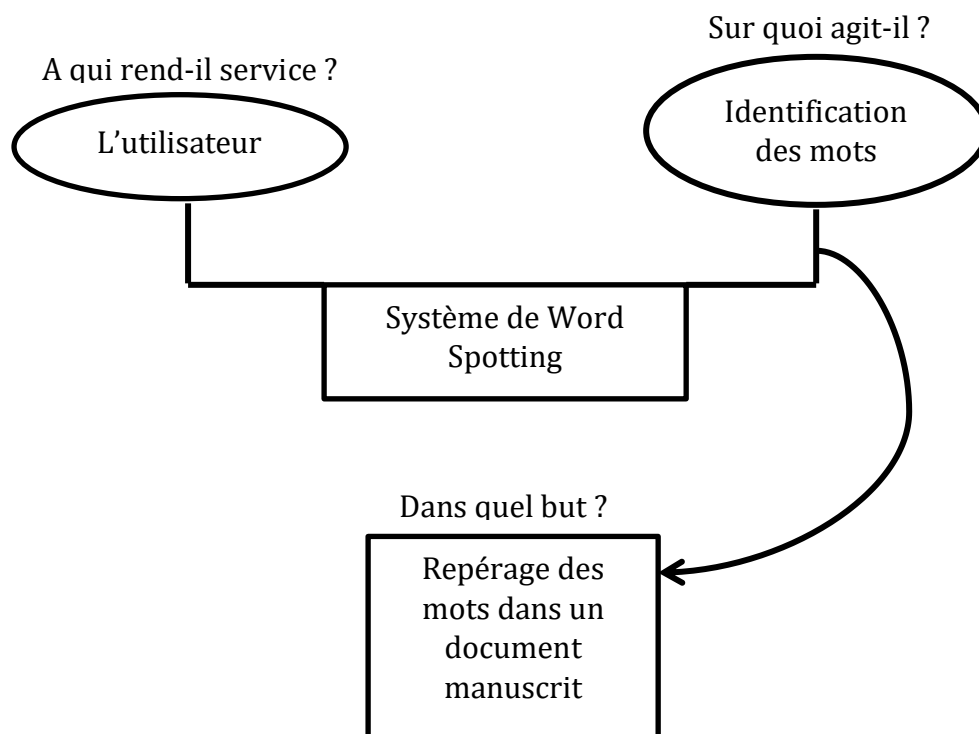 Sur quoi agit-il ?
A qui rend-il service ?
L’utilisateur
Identification
des mots
Système de Word
Spotting
Dans quel but ?
Repérage des
mots dans un
document
manuscrit